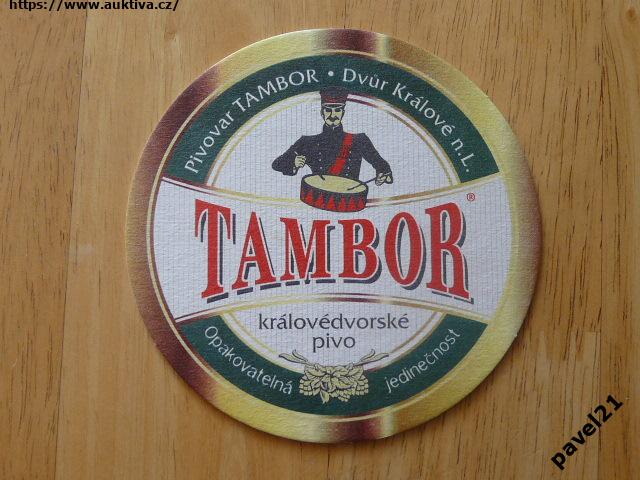 https://www.auktiva.cz/
Pivovar TAMBOR • Dvůr Králové n.L.
TAMBOR®
královédvorské
pivo
Opakovatelná jedinečnost
pavel21